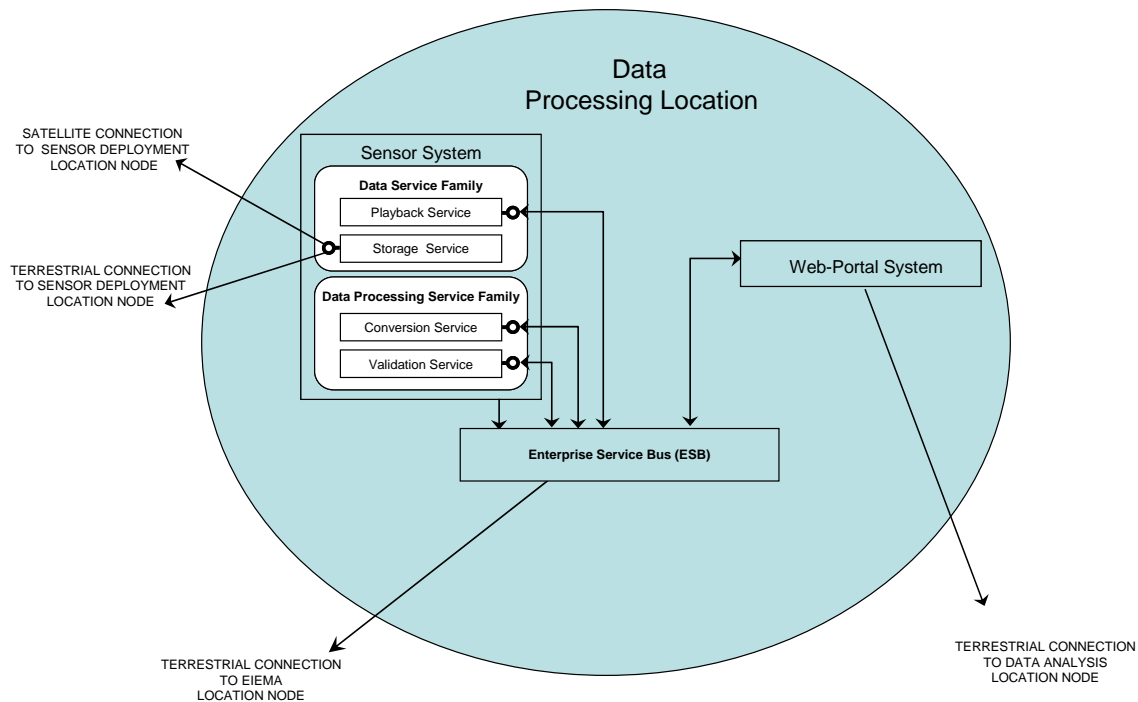 Data
Processing Location
SATELLITE CONNECTION
TO SENSOR DEPLOYMENT
LOCATION NODE
Sensor System
Data Service Family
Playback Service
Storage Service
TERRESTRIAL CONNECTION
TO SENSOR DEPLOYMENT
LOCATION NODE
Web-Portal System
Data Processing Service Family
Conversion Service
Validation Service
Enterprise Service Bus (ESB)
TERRESTRIAL CONNECTION
TO EIEMA
LOCATION NODE
TERRESTRIAL CONNECTION
TO DATA ANALYSIS
LOCATION NODE